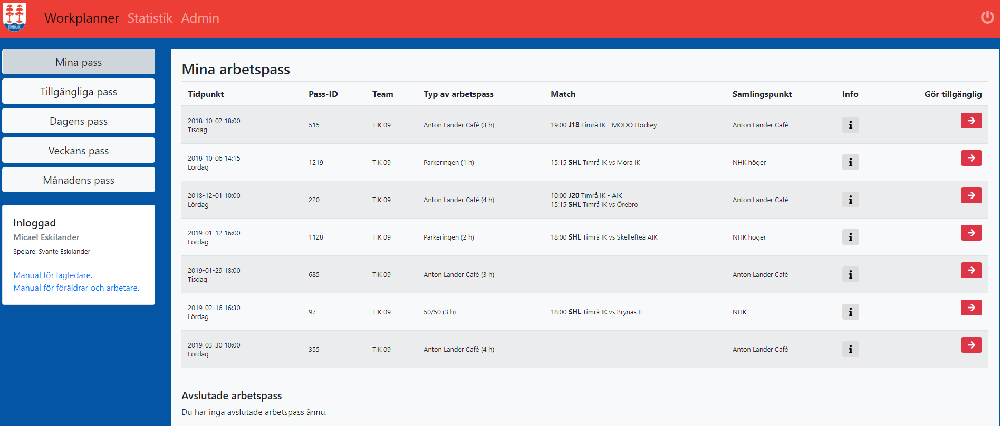 TIMRÅ IK
Workplanner Statistik Admin
Mina pass
Tillgängliga pass
Dagens pass
Veckans pass
Månadens pass
Inloggad
Micael Eskilander
Spelare: Svante Eskilander
Manual för lagledare.
Manual för föräldrar och arbetare.
Mina arbetspass
Tidpunkt Pass-ID Team Typ av arbetspass Match Samlingspunkt Info Gör tillgänglig
2018-10-02 18:00
Tisdag
515 TIK 09 Anton Lander Café (3 h) 19:00 J18 Timrå IK - MODO Hockey Anton Lander Café
2018-10-06 14:15
Lördag
1219 TIK 09 Parkeringen (1 h) 15:15 SHL Timrå IK vs Mora IK NHK höger
2018-12-01 10:00
Lördag
220 TIK 09 Anton Lander Café (4 h) 10:00 J20 Timrå IK - AIK
15:15 SHL Timrå IK vs Örebro
Anton Lander Café
2019-01-12 16:00
Lördag
1128 TIK 09 Parkeringen (2 h) 18:00 SHL Timrå IK vs Skellefteå AIK NHK höger
2019-01-29 18:00
Tisdag
685 TIK 09 Anton Lander Café (3 h) Anton Lander Café
2019-02-16 16:30
Lördag
97 TIK 09 50/50 (3 h) 18:00 SHL Timrå IK vs Brynäs IF NHK
2019-03-30 10:00
Lördag
355 TIK 09 Anton Lander Café (4 h) Anton Lander Café
Avslutade arbetspass
Du har inga avslutade arbetspass ännu.